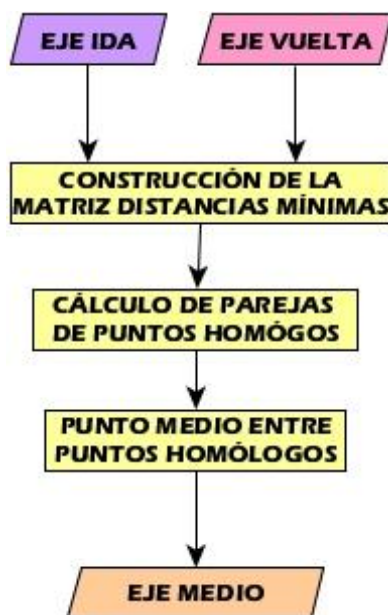 EJE IDA
EJE VUELTA
CONSTRUCCIÓN DE LA
MATRIZ DISTANCIAS MÍNIMAS
CÁLCULO DE PAREJAS
DE PUNTOS HOMÓGOS
PUNTO MEDIO ENTRE
PUNTOS HOMÓLOGOS
EJE MEDIO